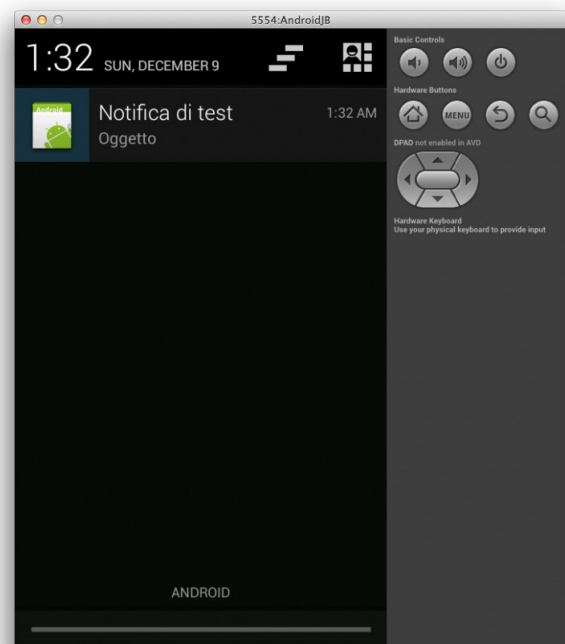 5554:AndroidJB
1:32 SUN, DECEMBER 9
Android
Notifica di test 1:32 AM
Oggetto
ANDROID
Basic Controls
Hardware Buttons
MENU
DPAD not enabled in AVD
Hardware Keyboard
Use your physical keyboard to provide input